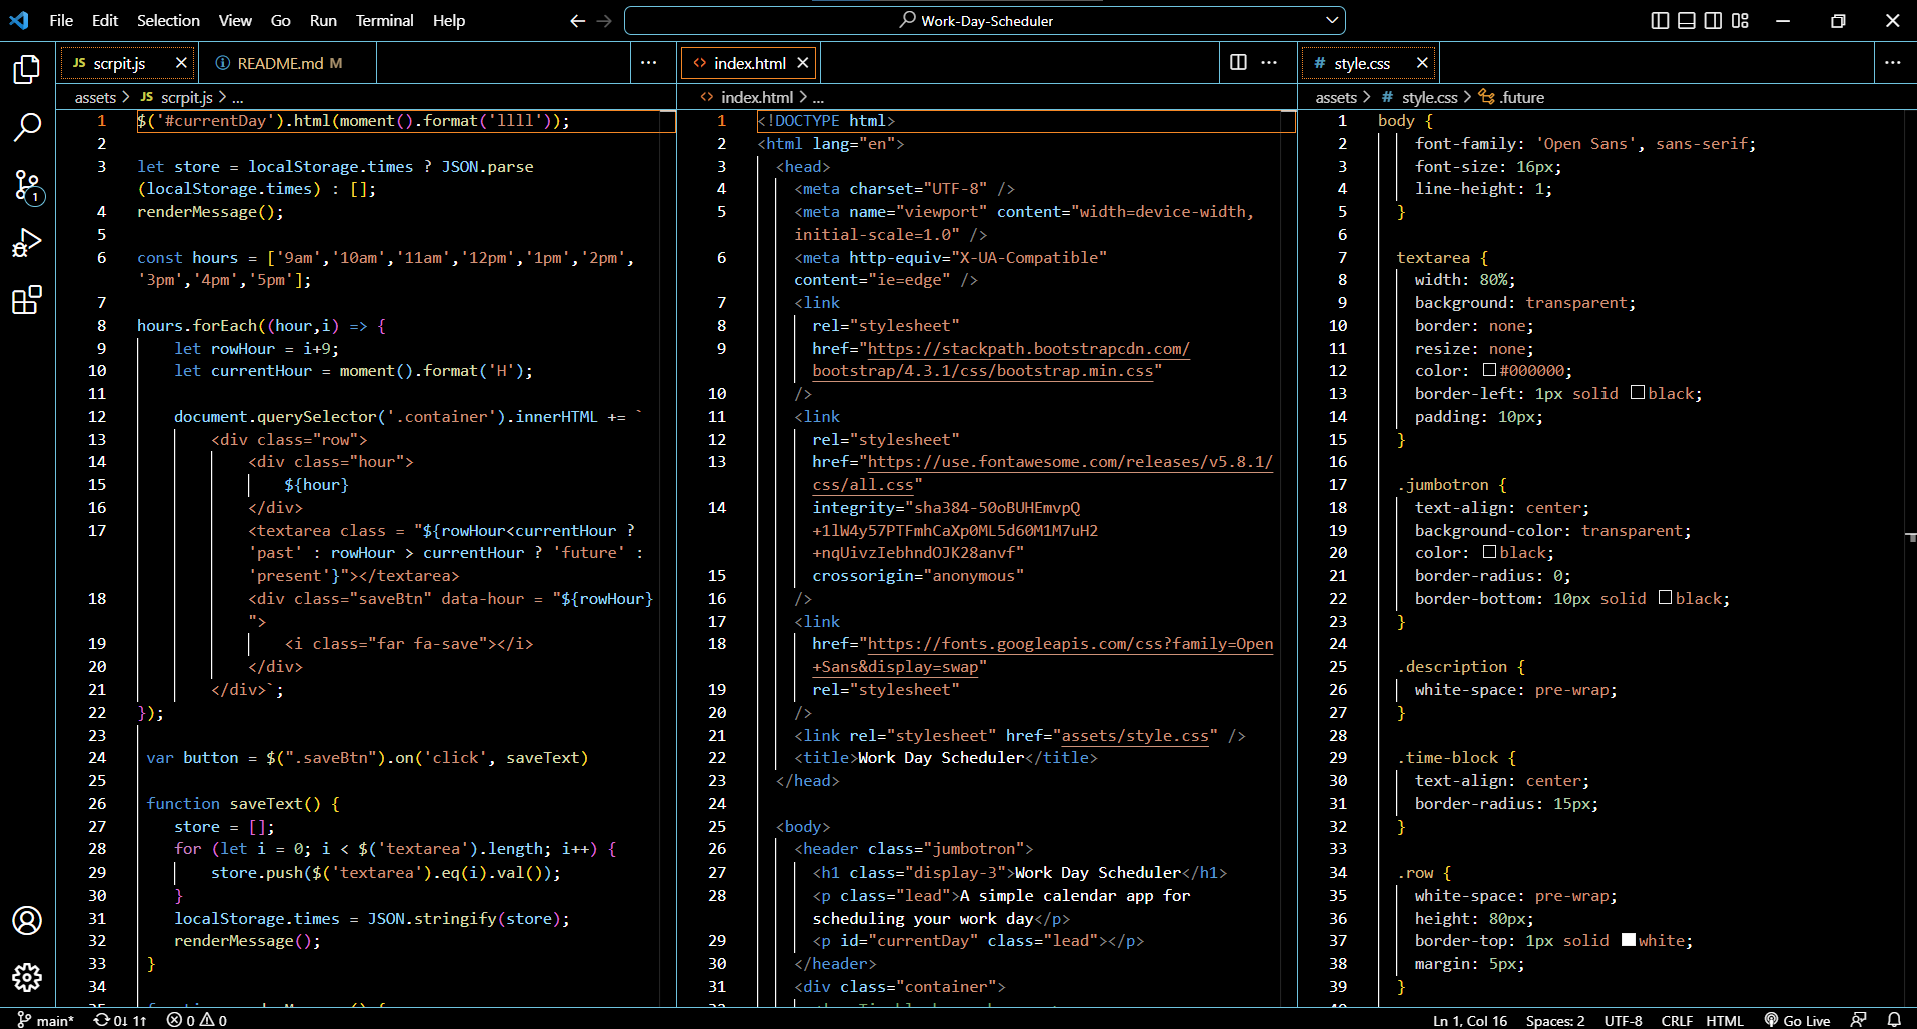 File Edit Selection View Go Run Terminal Help
Work-Day-Scheduler
JS scrpit.js
README.md M
assets > JS scrpit.js > ...
1 $('#currentDay').html(moment().format('llll'));
2
3 let store = localStorage.times ? JSON.parse
(localStorage.times) : [];
4 renderMessage();
5
6 const hours = ['9am','10am','11am','12pm','1pm','2pm',
'3pm','4pm','5pm'];
7
8 hours.forEach((hour,i) => {
9 let rowHour = i+9;
10 let currentHour = moment().format('H');
11
12 document.querySelector('.container').innerHTML += `
13 <div class="row">
14 <div class="hour">
15 ${hour}
16 </div>
17 <textarea class = "${rowHour<currentHour ?
'past' : rowHour > currentHour ? 'future' :
'present'}"></textarea>
18 <div class="saveBtn" data-hour = "${rowHour}
">
19 <i class="far fa-save"></i>
20 </div>
21 </div>`;
22 });
23
24 var button = $(".saveBtn").on('click', saveText)
25
26 function saveText() {
27 store = [];
28 for (let i = 0; i < $('textarea').length; i++) {
29 store.push($('textarea').eq(i).val());
30 }
31 localStorage.times = JSON.stringify(store);
32 renderMessage();
33 }
34
<> index.html
<> index.html > ...
1 <!DOCTYPE html>
2 <html lang="en">
3 <head>
4 <meta charset="UTF-8" />
5 <meta name="viewport" content="width=device-width,
initial-scale=1.0" />
6 <meta http-equiv="X-UA-Compatible"
content="ie=edge" />
7 <link
8 rel="stylesheet"
9 href="https://stackpath.bootstrapcdn.com/
bootstrap/4.3.1/css/bootstrap.min.css"
10 />
11 <link
12 rel="stylesheet"
13 href="https://use.fontawesome.com/releases/v5.8.1/
css/all.css"
14 integrity="sha384-50oBUHEmvpQ
+1lW4y57PTFmhCaXp0ML5d60M1M7uH2
+nqUivzIebhndOJK28anvf"
15 crossorigin="anonymous"
16 />
17 <link
18 href="https://fonts.googleapis.com/css?family=Open
+Sans&display=swap"
19 rel="stylesheet"
20 />
21 <link rel="stylesheet" href="assets/style.css" />
22 <title>Work Day Scheduler</title>
23 </head>
24
25 <body>
26 <header class="jumbotron">
27 <h1 class="display-3">Work Day Scheduler</h1>
28 <p class="lead">A simple calendar app for
scheduling your work day</p>
29 <p id="currentDay" class="lead"></p>
30 </header>
31 <div class="container">
# style.css
assets > # style.css > .future
1 body {
2 font-family: 'Open Sans', sans-serif;
3 font-size: 16px;
4 line-height: 1;
5 }
6
7 textarea {
8 width: 80%;
9 background: transparent;
10 border: none;
11 resize: none;
12 color: #000000;
13 border-left: 1px solid black;
14 padding: 10px;
15 }
16
17 .jumbotron {
18 text-align: center;
19 background-color: transparent;
20 color: black;
21 border-radius: 0;
22 border-bottom: 10px solid black;
23 }
24
25 .description {
26 white-space: pre-wrap;
27 }
28
29 .time-block {
30 text-align: center;
31 border-radius: 15px;
32 }
33
34 .row {
35 white-space: pre-wrap;
36 height: 80px;
37 border-top: 1px solid white;
38 margin: 5px;
39 }
1
main* 0↓ 1↑ 0 0
Ln 1, Col 16 Spaces: 2 UTF-8 CRLF HTML Go Live